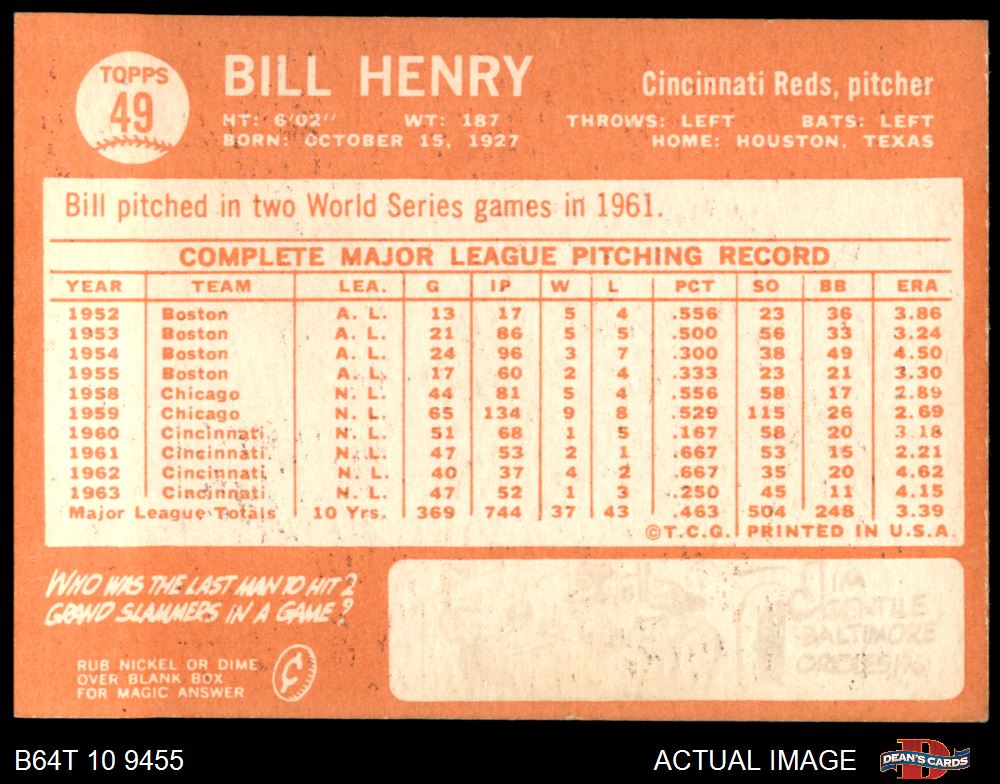 TOPPS
49
BILL HENRY
Cincinnati Reds, pitcher
HT: 6'02" WT: 187 THROWS: LEFT BATS: LEFT
BORN: OCTOBER 15, 1927 HOME: HOUSTON, TEXAS
Bill pitched in two World Series games in 1961.
COMPLETE MAJOR LEAGUE PITCHING RECORD
YEAR TEAM LEA. G IP W L PCT SO BB ERA
1952 Boston A. L. 13 17 5 4 .556 23 36 3.86
1953 Boston A. L. 21 86 5 5 .500 56 33 3.24
1954 Boston A. L. 24 96 3 7 .300 38 49 4.50
1955 Boston A. L. 17 60 2 4 .333 23 21 3.30
1958 Chicago N. L. 44 81 5 4 .556 58 17 2.89
1959 Chicago N. L. 65 134 9 8 .529 115 26 2.69
1960 Cincinnati N. L. 51 68 1 5 .167 58 20 3.18
1961 Cincinnati N. L. 47 53 2 1 .667 53 15 2.21
1962 Cincinnati N. L. 40 37 4 2 .667 35 20 4.62
1963 Cincinnati N. L. 47 52 1 3 .250 45 11 4.15
Major League Totals 10 Yrs. 369 744 37 43 .463 504 248 3.39
©T.C.G. PRINTED IN U.S.A.
WHO WAS THE LAST MAN TO HIT 2
GRAND SLAMMERS IN A GAME?
RUB NICKEL OR DIME
OVER BLANK BOX
FOR MAGIC ANSWER
¢
JIM
GENTILE
BALTIMORE
B64T 10 9455
ACTUAL IMAGE
DEAN'S CARDS